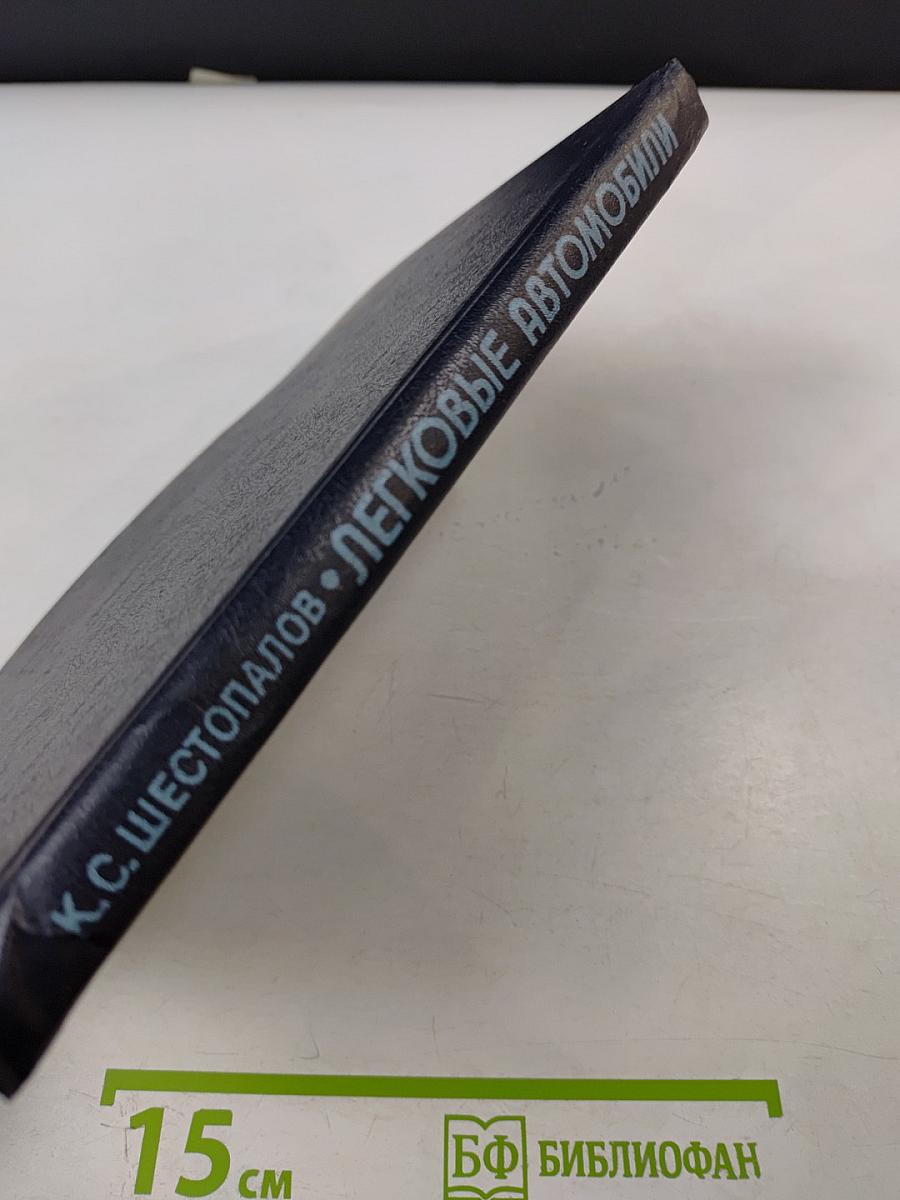 К. С. ШЕСТОПАЛОВ • ЛЕГКОВЫЕ АВТОМОБИЛИ
15 см
БФ БИБЛИОФАН